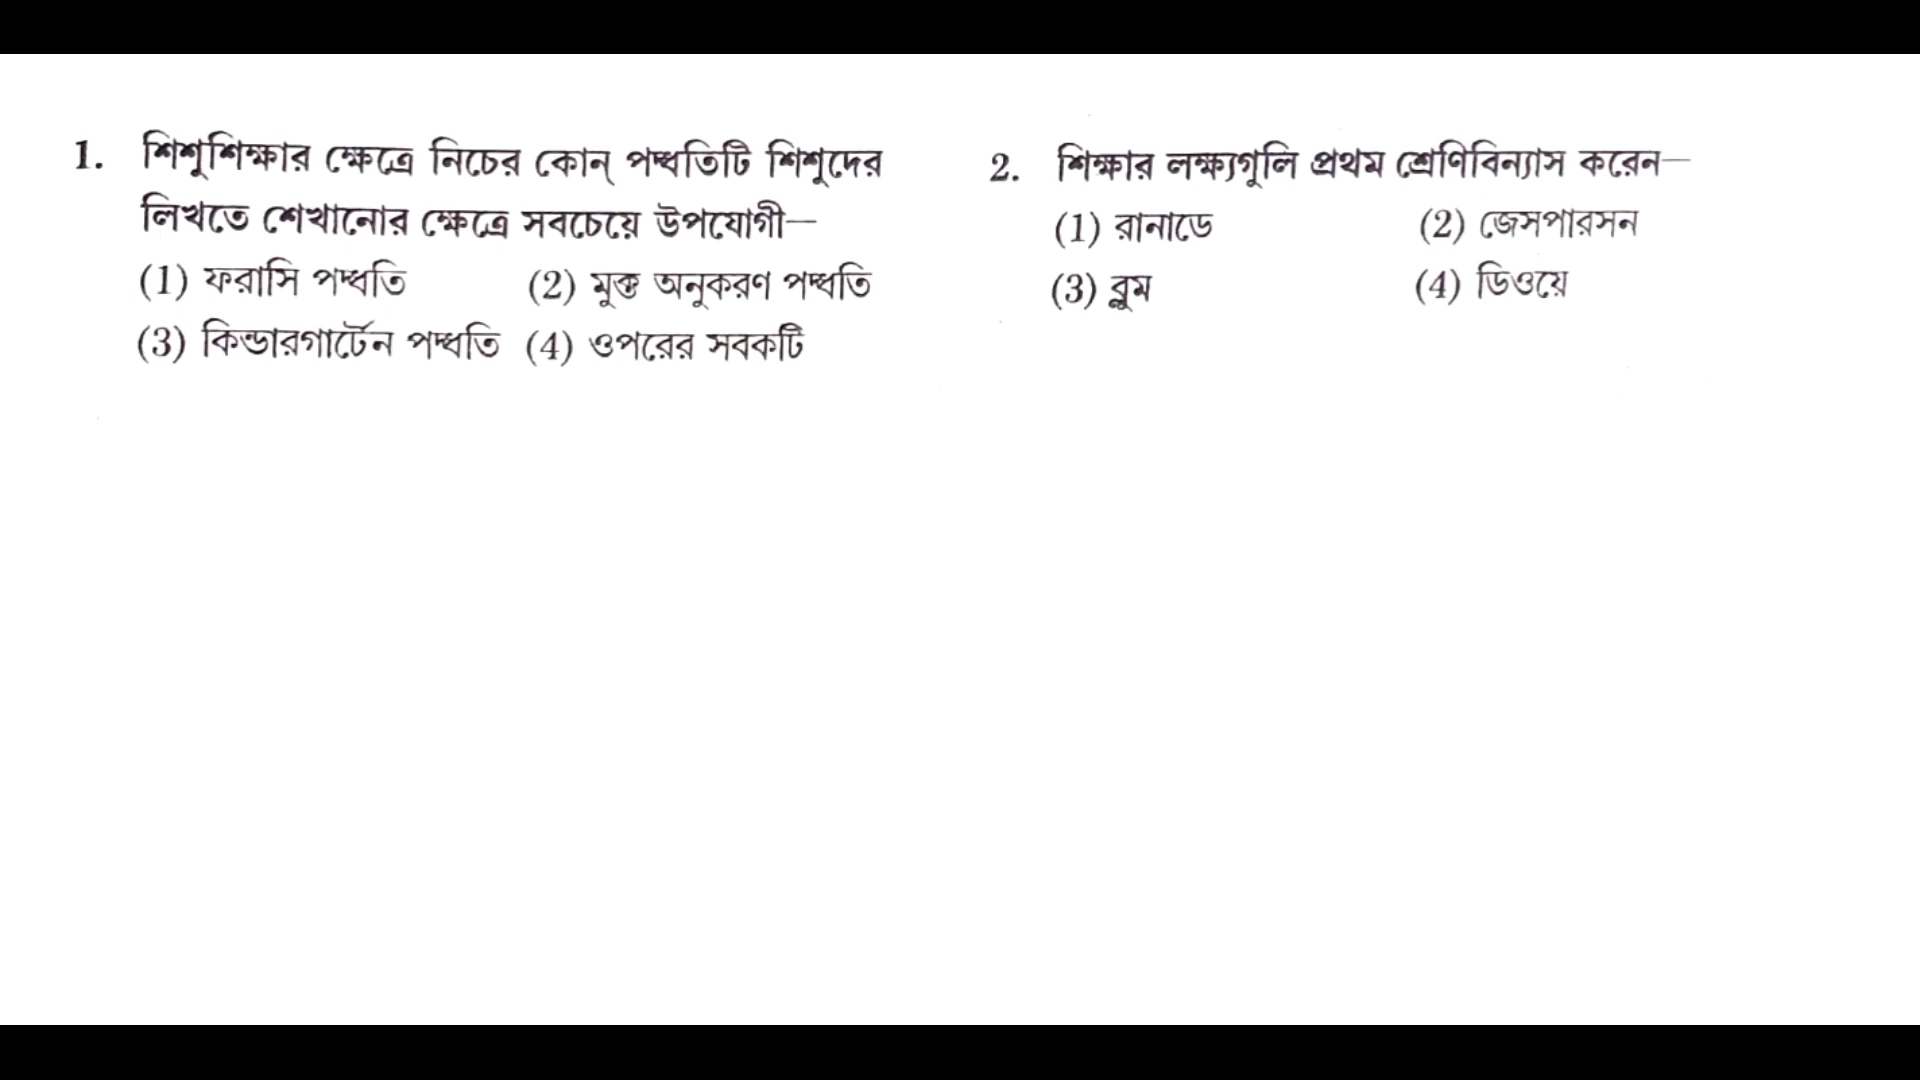 1. শিশুশিক্ষার ক্ষেত্রে নিচের কোন্ পদ্ধতিটি শিশুদের
লিখতে শেখানোর ক্ষেত্রে সবচেয়ে উপযোগী—
(1) ফরাসি পদ্ধতি (2) মুক্ত অনুকরণ পদ্ধতি
(3) কিন্ডারগার্টেন পদ্ধতি (4) ওপরের সবকটি
2. শিক্ষার লক্ষ্যগুলি প্রথম শ্রেণিবিন্যাস করেন—
(1) রানাডে (2) জেসপারসন
(3) ব্লুম (4) ডিওয়ে